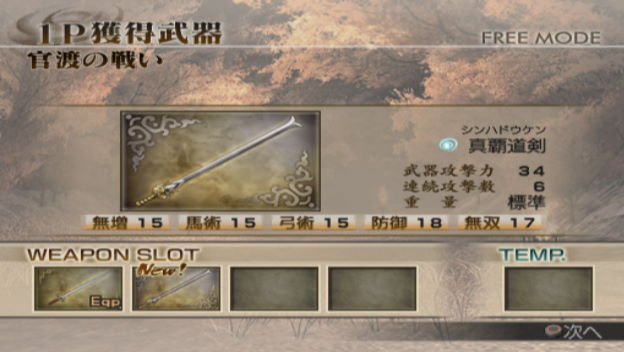 1P獲得武器
FREE MODE
官渡の戦い
シンハドウケン
真覇道剣
武器攻撃力 34
連続攻撃数 6
重量 標準
無増 15 馬術 15 弓術 15 防御 18 無双 17
WEAPON SLOT
TEMP.
New!
Eqp.
次へ